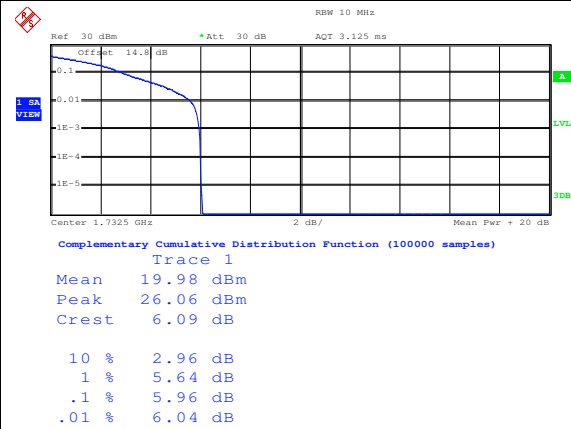 R S
RBW 10 MHz
Ref 30 dBm *Att 30 dB AQT 3.125 ms
Offset 14.8 dB
0.1
A
0.01
1 SA
VIEW
1E-3
LVL
1E-4
1E-5
3DB
Center 1.7325 GHz 2 dB/ Mean Pwr + 20 dB
Complementary Cumulative Distribution Function (100000 samples)
Trace 1
Mean 19.98 dBm
Peak 26.06 dBm
Crest 6.09 dB
10 % 2.96 dB
1 % 5.64 dB
.1 % 5.96 dB
.01 % 6.04 dB